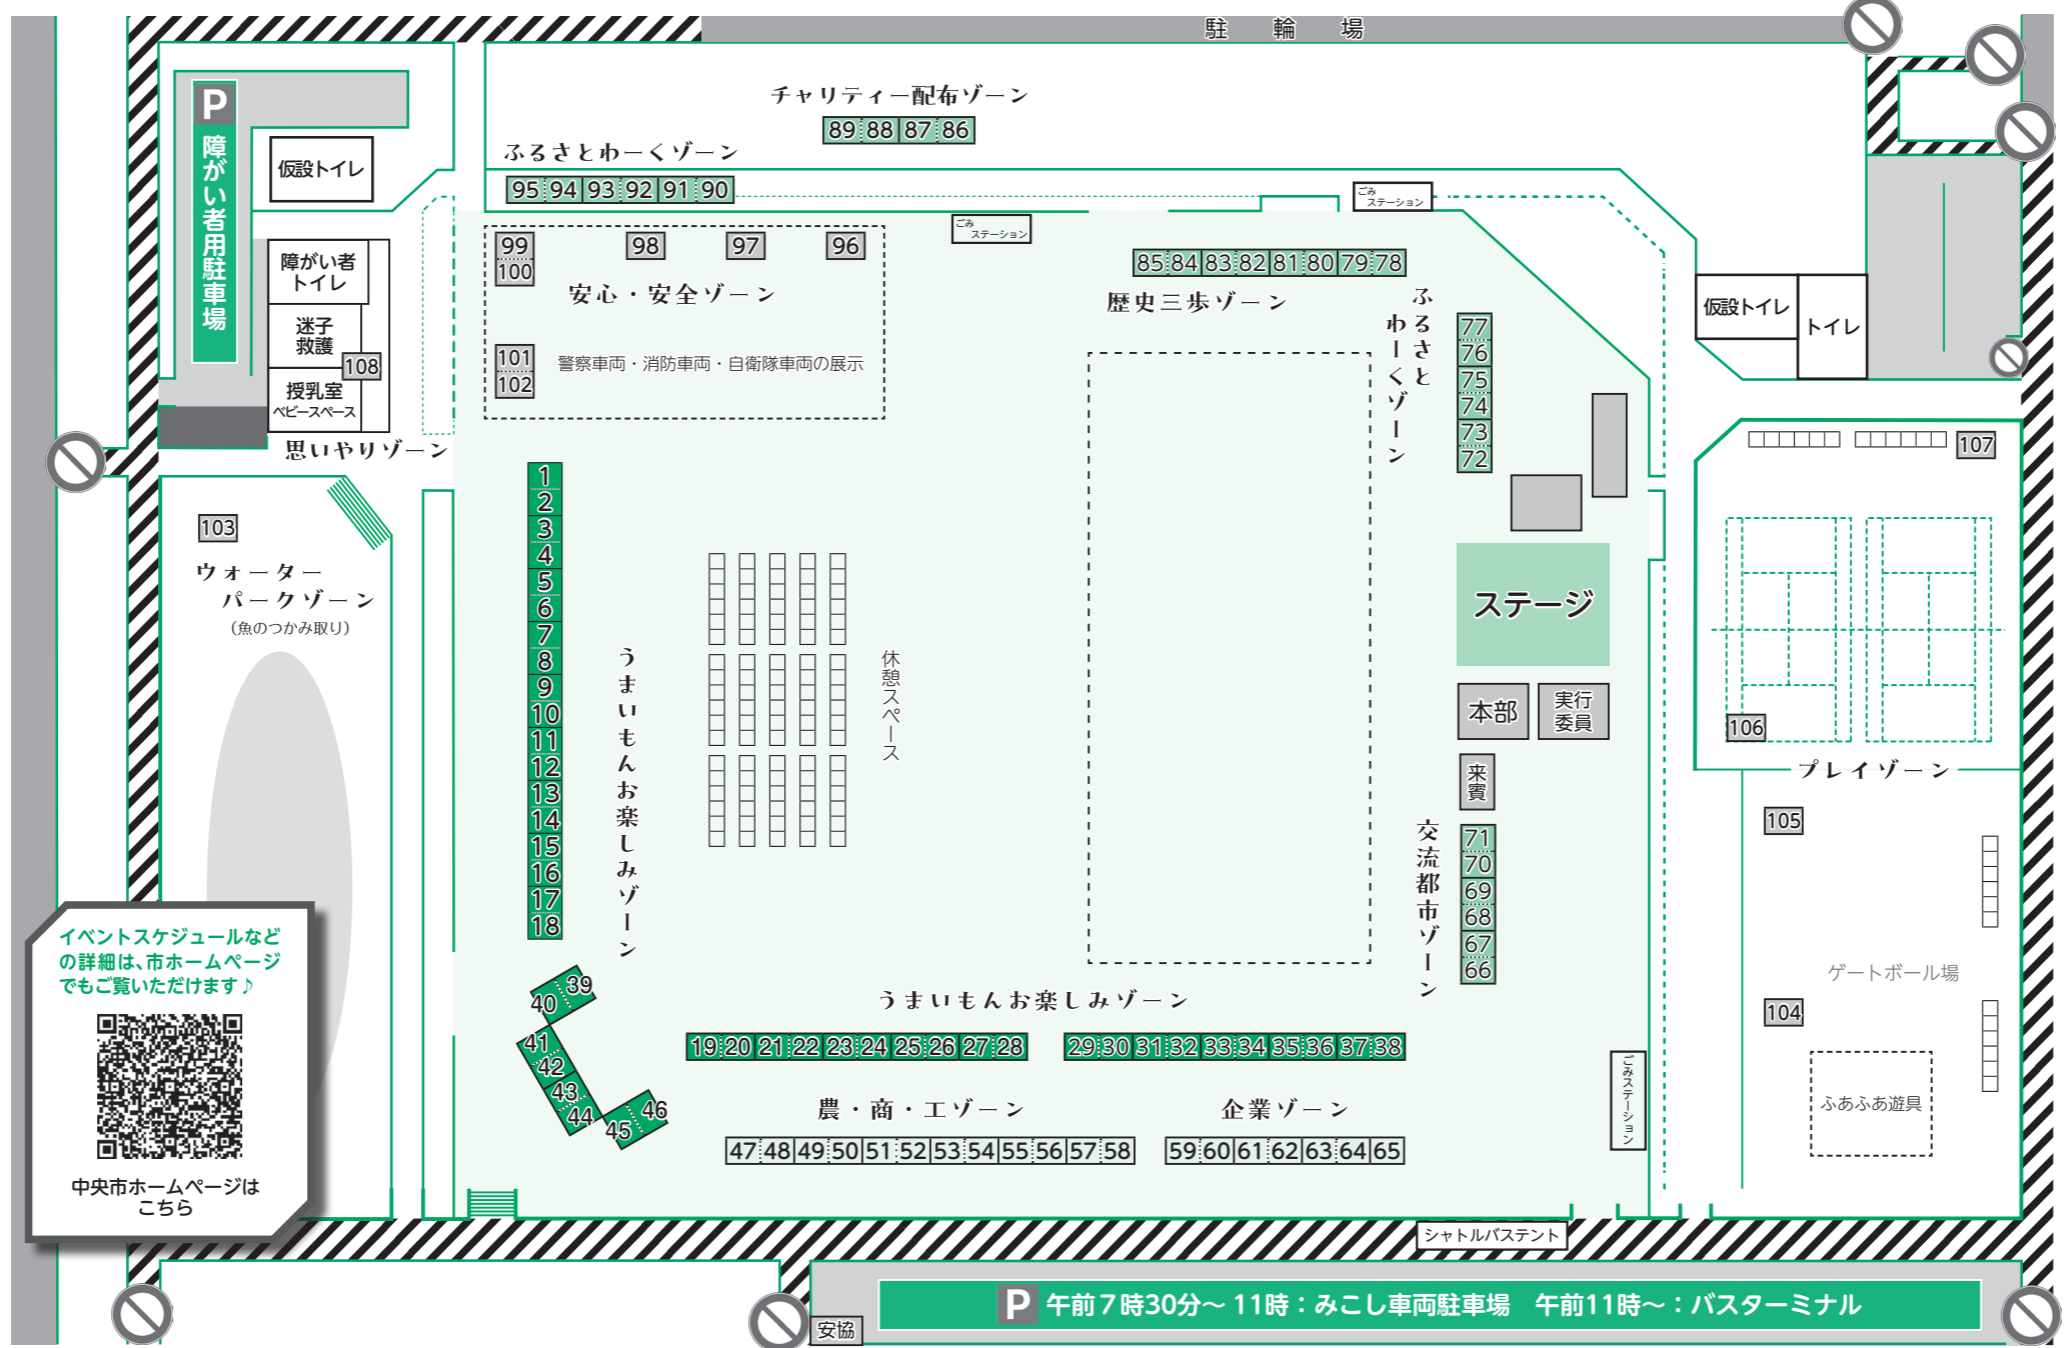 駐輪場
チャリティー配布ゾーン
89 88 87 86
ふるさとわーくゾーン
95 94 93 92 91 90
P
障がい者用駐車場
仮設トイレ
障がい者
トイレ
迷子
救護
108
授乳室
ベビースペース
思いやりゾーン
ごみ
ステーション
ごみ
ステーション
99
100
98
97
96
安心・安全ゾーン
101
102
警察車両・消防車両・自衛隊車両の展示
85 84 83 82 81 80 79 78
歴史三歩ゾーン
ふるさと
わーくゾーン
77
76
75
74
73
72
仮設トイレ
トイレ
107
103
ウォーター
パークゾーン
(魚のつかみ取り)
1
2
3
4
5
6
7
8
9
10
11
12
13
14
15
16
17
18
うまいもんお楽しみゾーン
休憩スペース
ステージ
本部
実行
委員
来賓
交流都市ゾーン
71
70
69
68
67
66
106
プレイゾーン
105
ゲートボール場
104
ふあふあ遊具
39
40
41
42
43
44
45
46
うまいもんお楽しみゾーン
19 20 21 22 23 24 25 26 27 28
29 30 31 32 33 34 35 36 37 38
農・商・工ゾーン
47 48 49 50 51 52 53 54 55 56 57 58
企業ゾーン
59 60 61 62 63 64 65
ごみステーション
イベントスケジュールなど
の詳細は、市ホームページ
でもご覧いただけます♪
中央市ホームページは
こちら
シャトルバステント
安協
P 午前7時30分〜11時：みこし車両駐車場　午前11時〜：バスターミナル